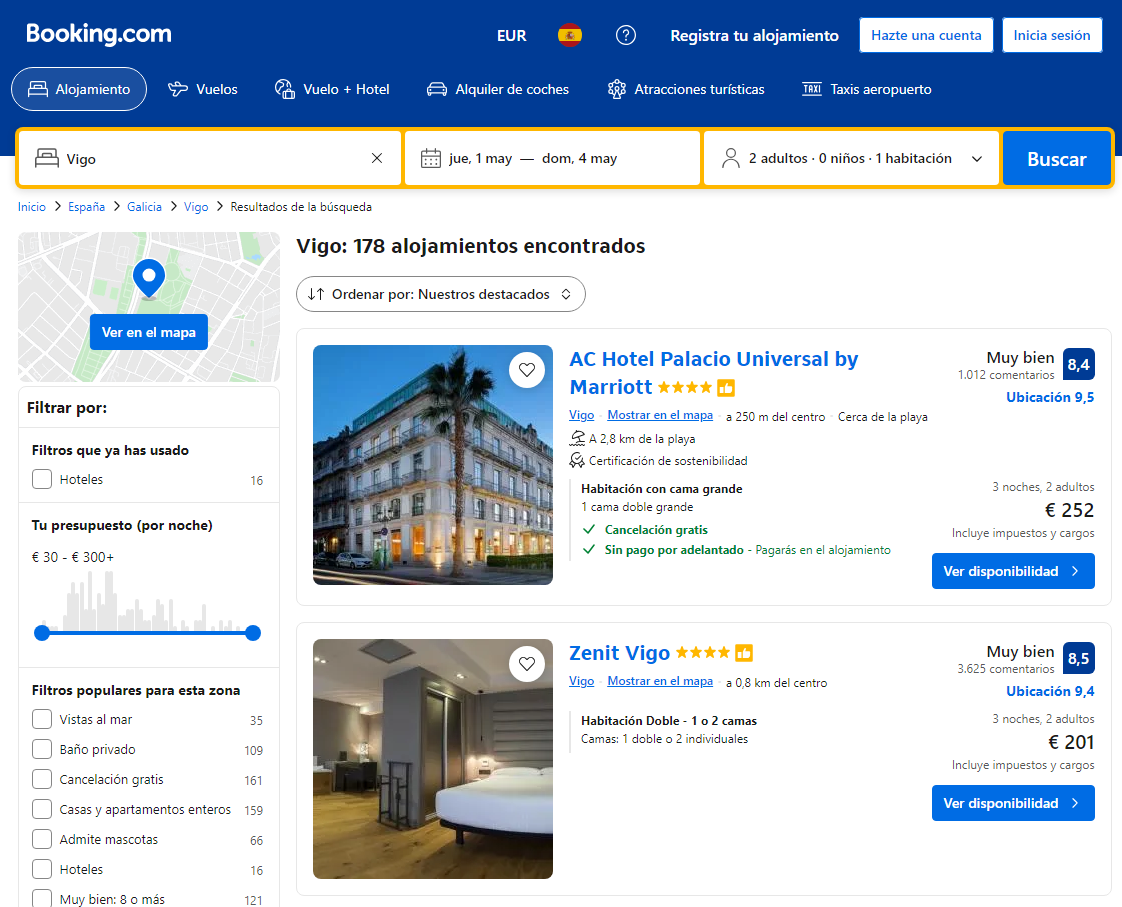 Booking.com
EUR
Registra tu alojamiento
Hazte una cuenta
Inicia sesión
Alojamiento
Vuelos
Vuelo + Hotel
Alquiler de coches
Atracciones turísticas
TAXI Taxis aeropuerto
Vigo
jue, 1 may — dom, 4 may
2 adultos · 0 niños · 1 habitación
Buscar
Inicio > España > Galicia > Vigo > Resultados de la búsqueda
Ver en el mapa
Filtrar por:
Filtros que ya has usado
Hoteles 16
Tu presupuesto (por noche)
€ 30 - € 300+
Filtros populares para esta zona
Vistas al mar 35
Baño privado 109
Cancelación gratis 161
Casas y apartamentos enteros 159
Admite mascotas 66
Hoteles 16
Muy bien: 8 o más 121
Vigo: 178 alojamientos encontrados
Ordenar por: Nuestros destacados
AC Hotel Palacio Universal by
Marriott
Vigo · Mostrar en el mapa · a 250 m del centro · Cerca de la playa
A 2,8 km de la playa
Certificación de sostenibilidad
Habitación con cama grande
1 cama doble grande
Cancelación gratis
Sin pago por adelantado - Pagarás en el alojamiento
Muy bien 8,4
1.012 comentarios
Ubicación 9,5
3 noches, 2 adultos
€ 252
Incluye impuestos y cargos
Ver disponibilidad
Zenit Vigo
Vigo · Mostrar en el mapa · a 0,8 km del centro
Habitación Doble - 1 o 2 camas
Camas: 1 doble o 2 individuales
Muy bien 8,5
3.625 comentarios
Ubicación 9,4
3 noches, 2 adultos
€ 201
Incluye impuestos y cargos
Ver disponibilidad